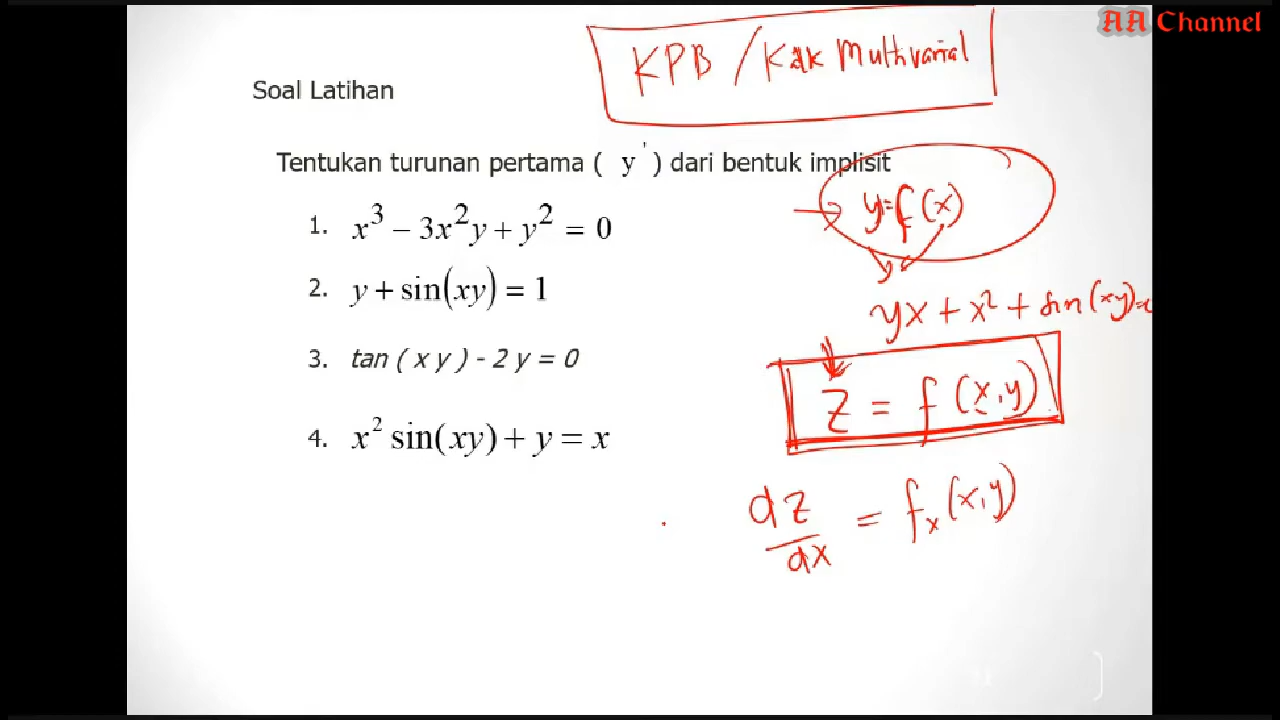 AA Channel
KPB / Kalk Multivarial
Soal Latihan
Tentukan turunan pertama ( y' ) dari bentuk implisit
y=f(x)
1. x³ − 3x²y + y² = 0
2. y + sin(xy) = 1
yx + x² + sin(xy)=
3. tan ( x y ) - 2 y = 0
z = f (x,y)
4. x² sin(xy) + y = x
dz/dx = fₓ(x,y)